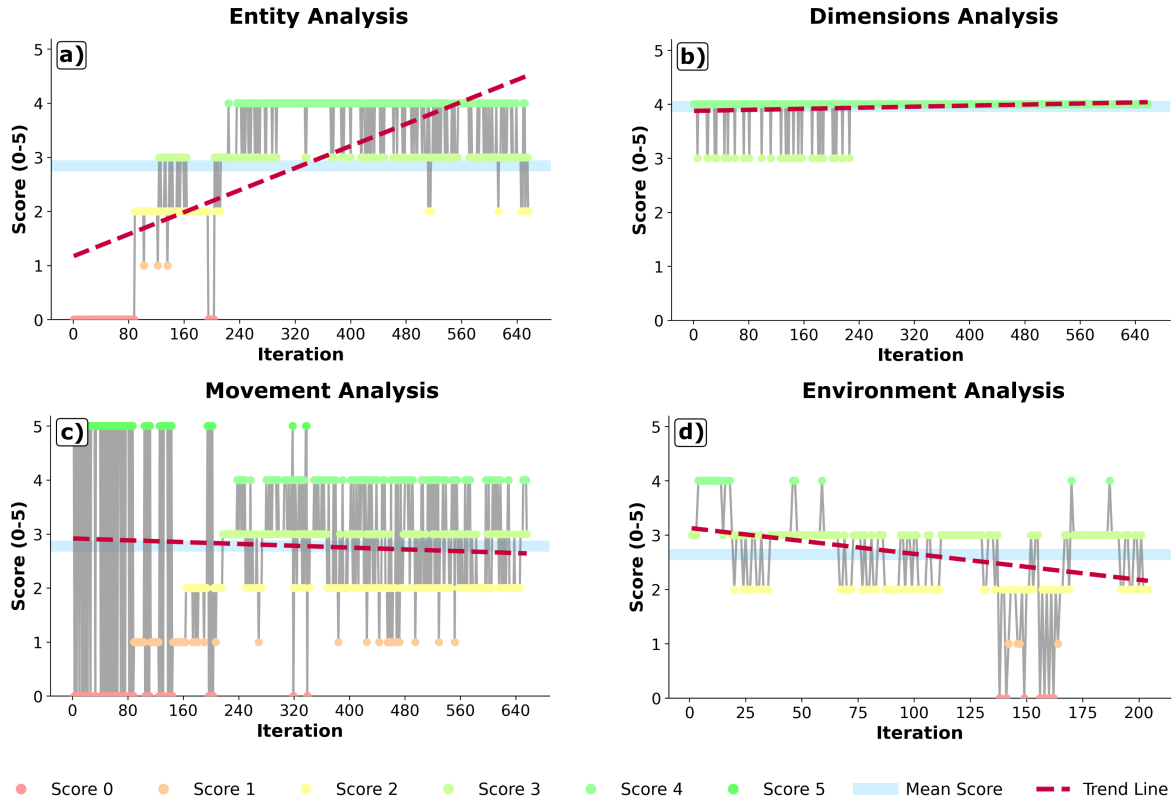 Entity Analysis
a)
Score (0-5)
5
4
3
2
1
0
0 80 160 240 320 400 480 560 640
Iteration
Dimensions Analysis
b)
Score (0-5)
5
4
3
2
1
0
0 80 160 240 320 400 480 560 640
Iteration
Movement Analysis
c)
Score (0-5)
5
4
3
2
1
0
0 80 160 240 320 400 480 560 640
Iteration
Environment Analysis
d)
Score (0-5)
5
4
3
2
1
0
0 25 50 75 100 125 150 175 200
Iteration
Score 0 Score 1 Score 2 Score 3 Score 4 Score 5 Mean Score Trend Line